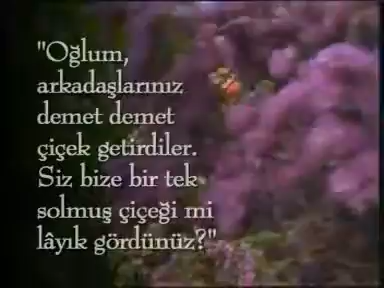 "Oğlum,
arkadaşlarınız
demet demet
çiçek getirdiler.
Siz bize bir tek
solmuş çiçeği mi
lâyık gördünüz?"